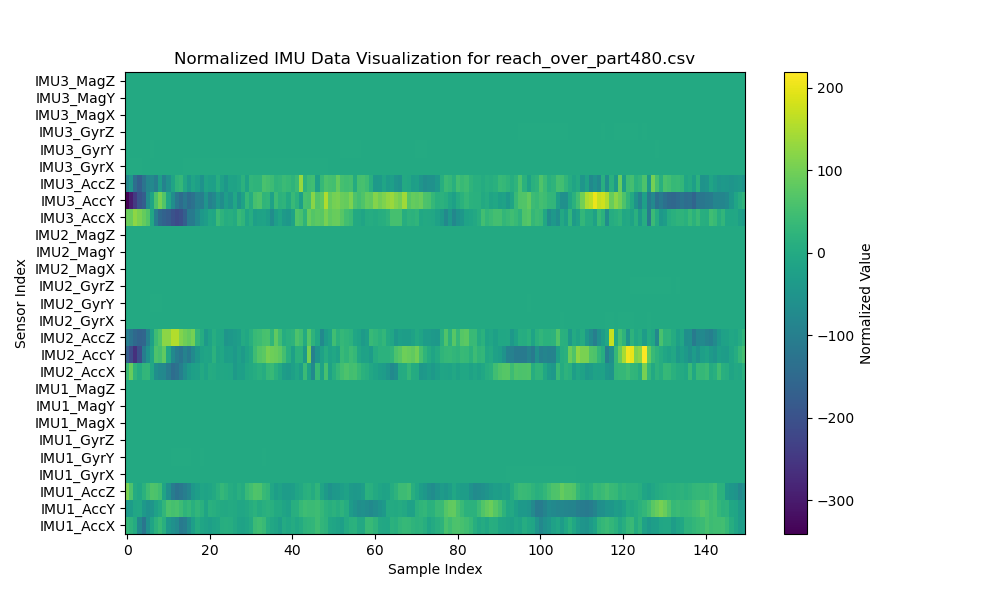 Normalized IMU Data Visualization for reach_over_part480.csv
IMU3_MagZ
IMU3_MagY
IMU3_MagX
IMU3_GyrZ
IMU3_GyrY
IMU3_GyrX
IMU3_AccZ
IMU3_AccY
IMU3_AccX
IMU2_MagZ
IMU2_MagY
IMU2_MagX
IMU2_GyrZ
IMU2_GyrY
IMU2_GyrX
IMU2_AccZ
IMU2_AccY
IMU2_AccX
IMU1_MagZ
IMU1_MagY
IMU1_MagX
IMU1_GyrZ
IMU1_GyrY
IMU1_GyrX
IMU1_AccZ
IMU1_AccY
IMU1_AccX
Sensor Index
0 20 40 60 80 100 120 140
Sample Index
200
100
0
−100
−200
−300
Normalized Value